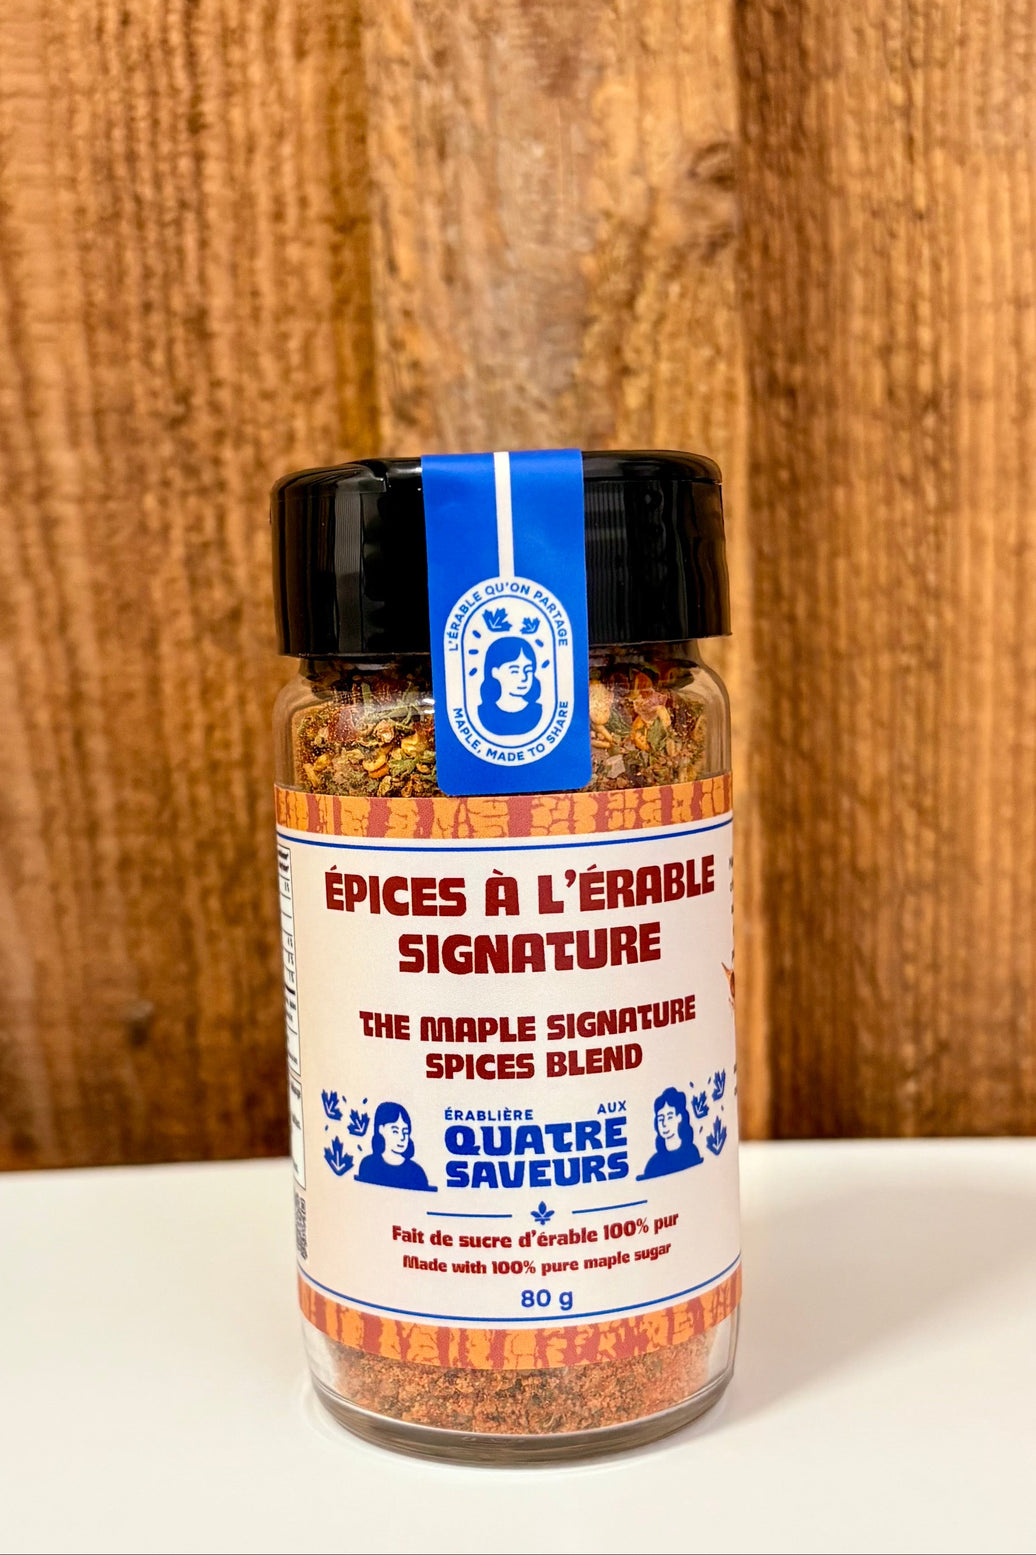 L'ÉRABLE QU'ON PARTAGE
MAPLE, MADE TO SHARE
ÉPICES À L'ÉRABLE
SIGNATURE
THE MAPLE SIGNATURE
SPICES BLEND
ÉRABLIÈRE AUX
QUATRE
SAVEURS
Fait de sucre d'érable 100% pur
Made with 100% pure maple sugar
80 g